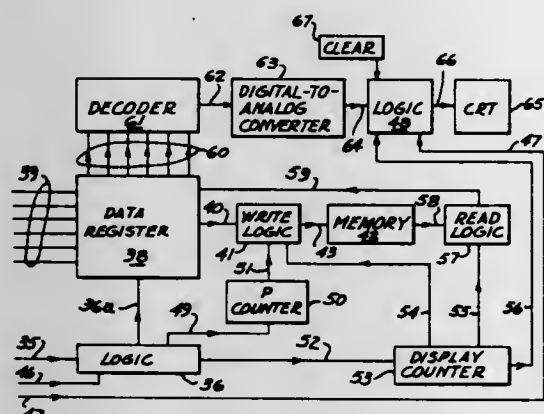 67
CLEAR
63
62
DECODER
61
DIGITAL-TO-
ANALOG
CONVERTER
64
LOGIC
48
66
CRT
65
47
60
39
59
DATA
REGISTER
38
40
WRITE
LOGIC
41
43
MEMORY
42
58
READ
LOGIC
57
51
P
COUNTER
50
36a
49
54
55
56
35
LOGIC
36
52
DISPLAY
COUNTER
53
46
47